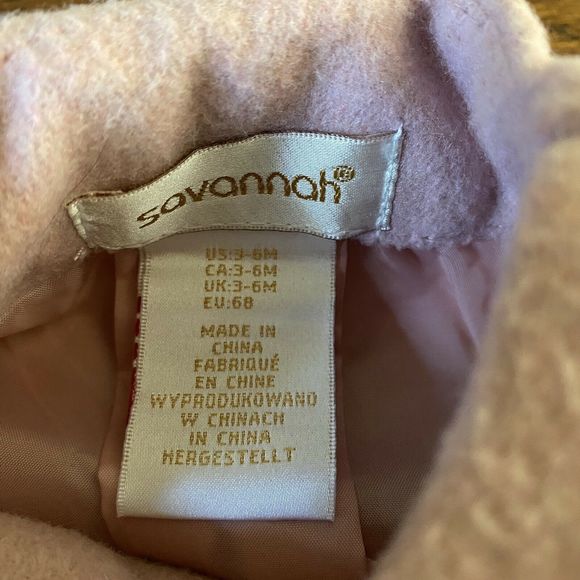 savannah®
US:3-6M
CA:3-6M
UK:3-6M
EU:68
MADE IN
CHINA
FABRIQUÉ
EN CHINE
WYPRODUKOWANO
W CHINACH
IN CHINA
HERGESTELLT